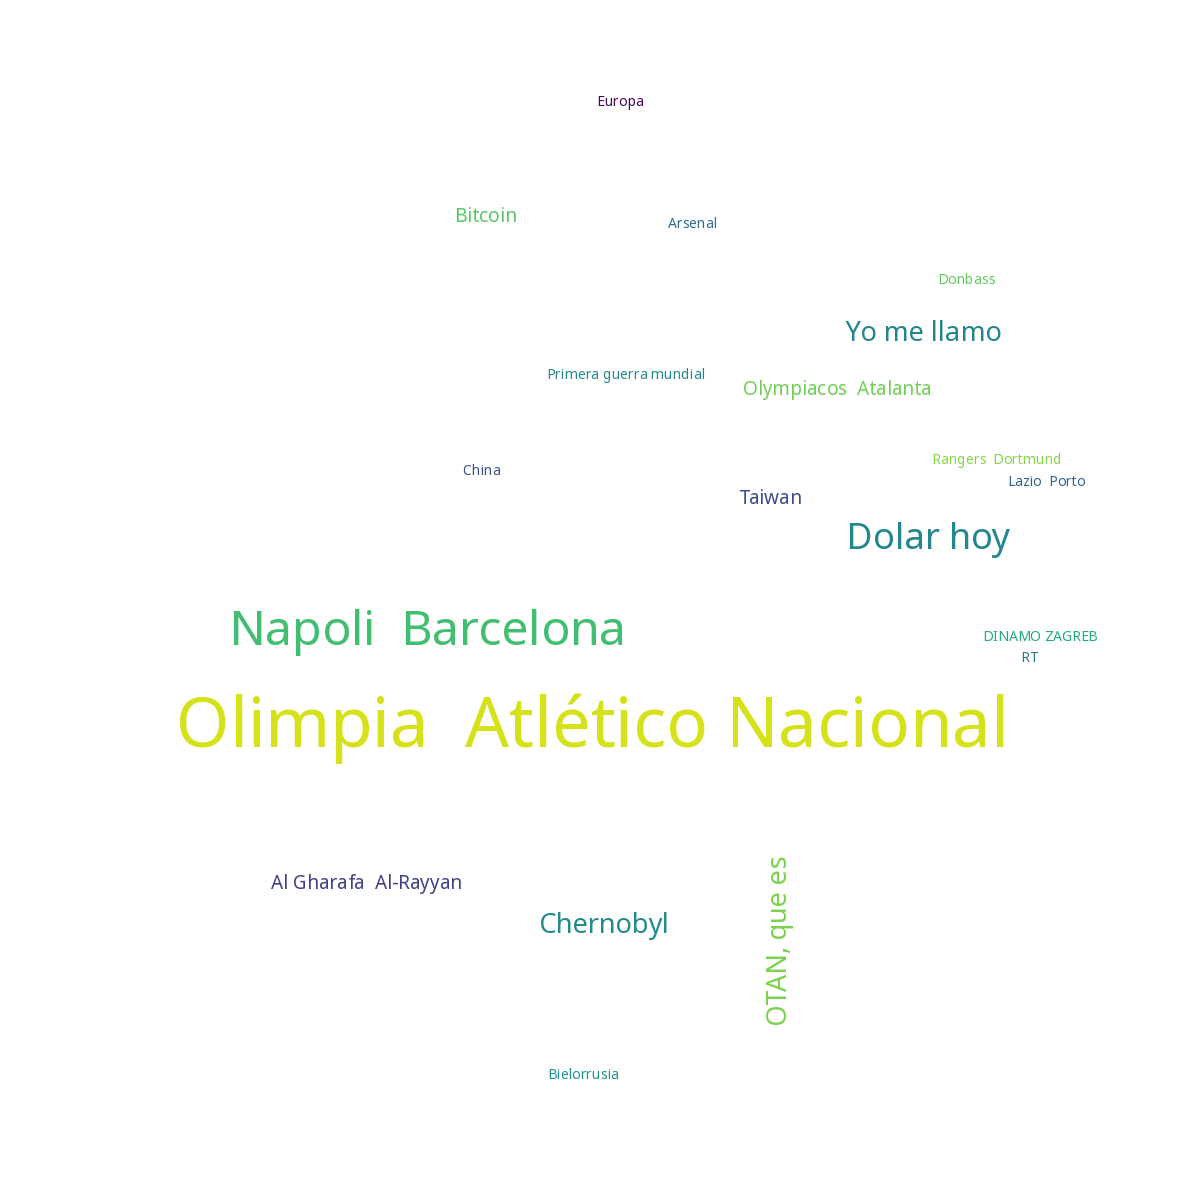 Europa
Bitcoin
Arsenal
Donbass
Yo me llamo
Primera guerra mundial
Olympiacos Atalanta
Rangers Dortmund
China
Lazio Porto
Taiwan
Dolar hoy
Napoli Barcelona
DINAMO ZAGREB
RT
Olimpia Atlético Nacional
Al Gharafa Al-Rayyan
Chernobyl
OTAN, que es
Bielorrusia